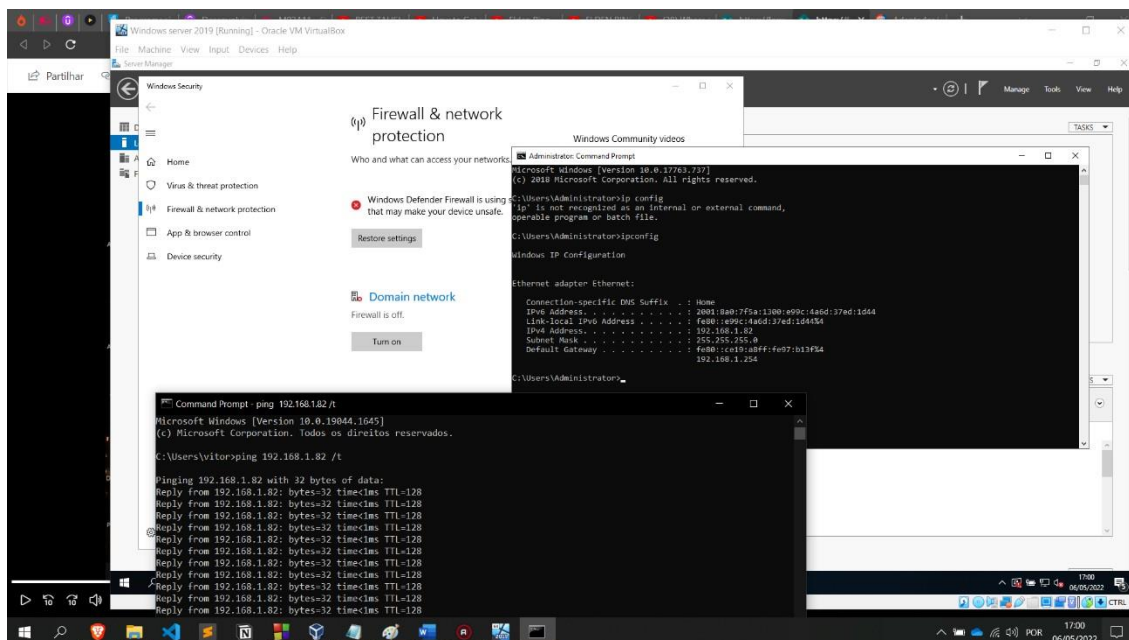 Windows server 2019 [Running] - Oracle VM VirtualBox
File Machine View Input Devices Help
Server Manager
Partilhar
Manage Tools View Help
TASKS
Windows Security
Home
Virus & threat protection
Firewall & network protection
App & browser control
Device security
Firewall & network
protection
Who and what can access your networks.
Windows Defender Firewall is using
that may make your device unsafe.
Restore settings
Domain network
Firewall is off.
Turn on
Windows Community videos
Administrator: Command Prompt
Microsoft Windows [Version 10.0.17763.737]
(c) 2018 Microsoft Corporation. All rights reserved.
C:\Users\Administrator>ip config
'ip' is not recognized as an internal or external command,
operable program or batch file.
C:\Users\Administrator>ipconfig
Windows IP Configuration
Ethernet adapter Ethernet:
Connection-specific DNS Suffix . : Home
IPv6 Address. . . . . . . . . . . : 2001:8a0:7f5a:1300:e99c:4a6d:37ed:1d44
Link-local IPv6 Address . . . . . : fe80::e99c:4a6d:37ed:1d44%4
IPv4 Address. . . . . . . . . . . : 192.168.1.82
Subnet Mask . . . . . . . . . . . : 255.255.255.0
Default Gateway . . . . . . . . . : fe80::ce19:a8ff:fe97:b13f%4
192.168.1.254
C:\Users\Administrator>_
Command Prompt - ping 192.168.1.82 /t
Microsoft Windows [Version 10.0.19044.1645]
(c) Microsoft Corporation. Todos os direitos reservados.
C:\Users\vitor>ping 192.168.1.82 /t
Pinging 192.168.1.82 with 32 bytes of data:
Reply from 192.168.1.82: bytes=32 time<1ms TTL=128
Reply from 192.168.1.82: bytes=32 time<1ms TTL=128
Reply from 192.168.1.82: bytes=32 time<1ms TTL=128
Reply from 192.168.1.82: bytes=32 time<1ms TTL=128
Reply from 192.168.1.82: bytes=32 time<1ms TTL=128
Reply from 192.168.1.82: bytes=32 time<1ms TTL=128
Reply from 192.168.1.82: bytes=32 time<1ms TTL=128
Reply from 192.168.1.82: bytes=32 time<1ms TTL=128
Reply from 192.168.1.82: bytes=32 time<1ms TTL=128
Reply from 192.168.1.82: bytes=32 time<1ms TTL=128
Reply from 192.168.1.82: bytes=32 time<1ms TTL=128
17:00
06/05/2022
CTRL
10 10
POR
17:00
06/05/2022